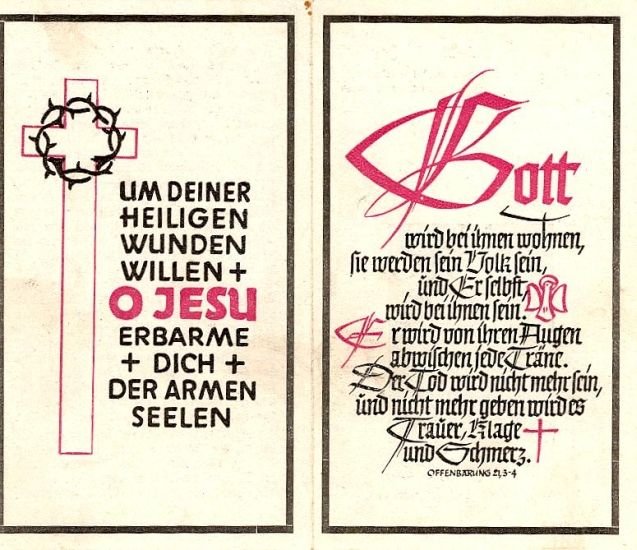 UM DEINER
HEILIGEN
WUNDEN
WILLEN +
O JESU
ERBARME
+ DICH +
DER ARMEN
SEELEN
Gott
wird bei ihnen wohnen,
sie werden sein Volk sein,
und Er selbst,
wird bei ihnen sein.
Er wird von ihren Augen
abwischen jede Träne.
Der Tod wird nicht mehr sein,
und nicht mehr geben wird es
Trauer, Klage
und Schmerz.
OFFENBARUNG 21,3-4